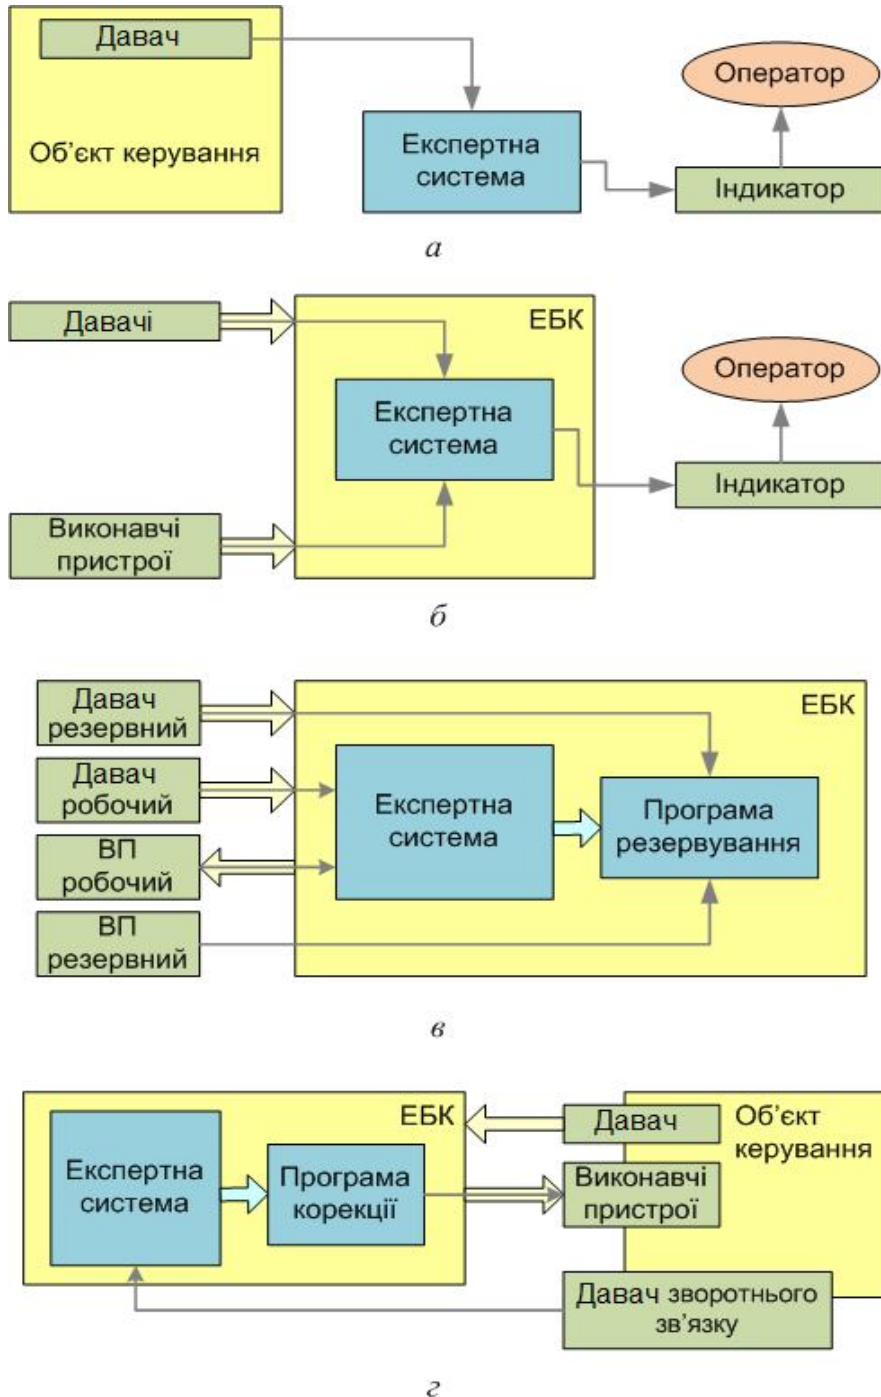 Давач
Об'єкт керування
Експертна
система
Оператор
Індикатор
а
Давачі
Виконавчі
пристрої
ЕБК
Експертна
система
Оператор
Індикатор
б
Давач
резервний
Давач
робочий
ВП
робочий
ВП
резервний
ЕБК
Експертна
система
Програма
резервування
в
ЕБК
Експертна
система
Програма
корекції
Давач
Виконавчі
пристрої
Об'єкт
керування
Давач зворотнього
зв'язку
г